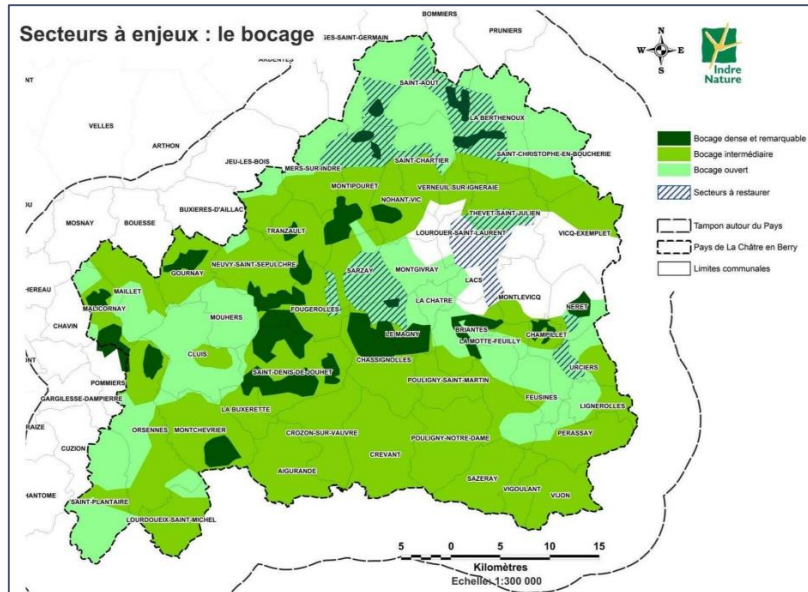 Secteurs à enjeux : le bocage
BOMMIERS
PRUNIERS
GES-SAINT-GERMAIN
ARDENTES
N
W
E
S
Indre
Nature
SAINT-AOUT
LA BERTHENOUX
VELLES
ARTHON
JEU-LES-BOIS
MERS-SUR-INDRE
SAINT-CHARTIER
SAINT-CHRISTOPHE-EN-BOUCHERIE
Bocage dense et remarquable
Bocage intermédiaire
Bocage ouvert
Secteurs à restaurer
Tampon autour du Pays
Pays de La Châtre en Berry
Limites communales
MONTIPOURET
VERNEUIL-SUR-IGNERAIE
BUXIERES-D'AILLAC
NOHANT-VIC
THEVET-SAINT-JULIEN
MOSNAY
BOUESSE
TRANZAULT
LOUROUER-SAINT-LAURENT
VICQ-EXEMPLET
GOURNAY
NEUVY-SAINT-SEPULCHRE
SARZAY
MONTGIVRAY
LACS
HEREAU
MAILLET
MALICORNAY
LA CHATRE
MONTLEVICQ
NERET
CHAVIN
MOUHERS
FOUGEROLLES
LE MAGNY
BRIANTES
CHAMPILLET
LA MOTTE-FEUILLY
CLUIS
CHASSIGNOLLES
URCIERS
POMMIERS
SAINT-DENIS-DE-JOUHET
POULIGNY-SAINT-MARTIN
GARGILESSE-DAMPIERRE
LA BUXERETTE
FEUSINES
LIGNEROLLES
RAIZE
ORSENNES
MONTCHEVRIER
CROZON-SUR-VAUVRE
POULIGNY-NOTRE-DAME
PERASSAY
CUZION
CREVANT
AIGURANDE
SAZERAY
VIGOULANT
VIJON
HANTOME
SAINT-PLANTAIRE
LOURDOUEIX-SAINT-MICHEL
5 0 5 10 15
Kilomètres
Echelle: 1:300 000